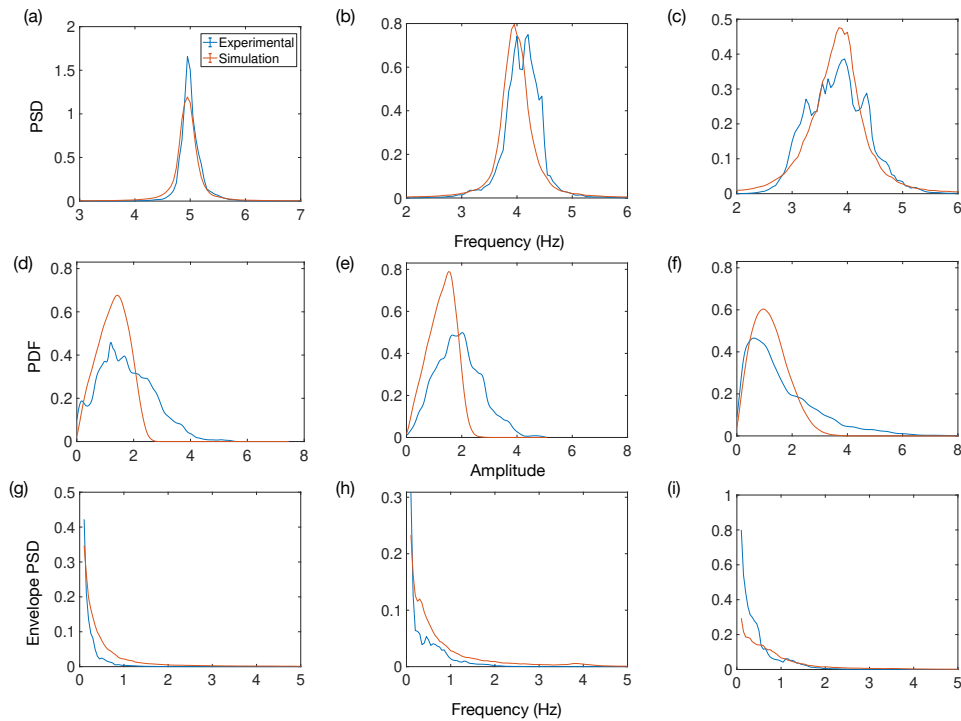 (a)
(b)
(c)
2
1.5
1
0.5
0
Experimental
Simulation
PSD
3 4 5 6 7
0.8
0.6
0.4
0.2
0
2 3 4 5 6
0.5
0.4
0.3
0.2
0.1
0
2 3 4 5 6
Frequency (Hz)
(d)
(e)
(f)
PDF
0.8
0.6
0.4
0.2
0
0 2 4 6 8
0.8
0.6
0.4
0.2
0
0 2 4 6 8
0.8
0.6
0.4
0.2
0
0 2 4 6 8
Amplitude
(g)
(h)
(i)
Envelope PSD
0.5
0.4
0.3
0.2
0.1
0
0 1 2 3 4 5
0.3
0.2
0.1
0
0 1 2 3 4 5
1
0.8
0.6
0.4
0.2
0
0 1 2 3 4 5
Frequency (Hz)